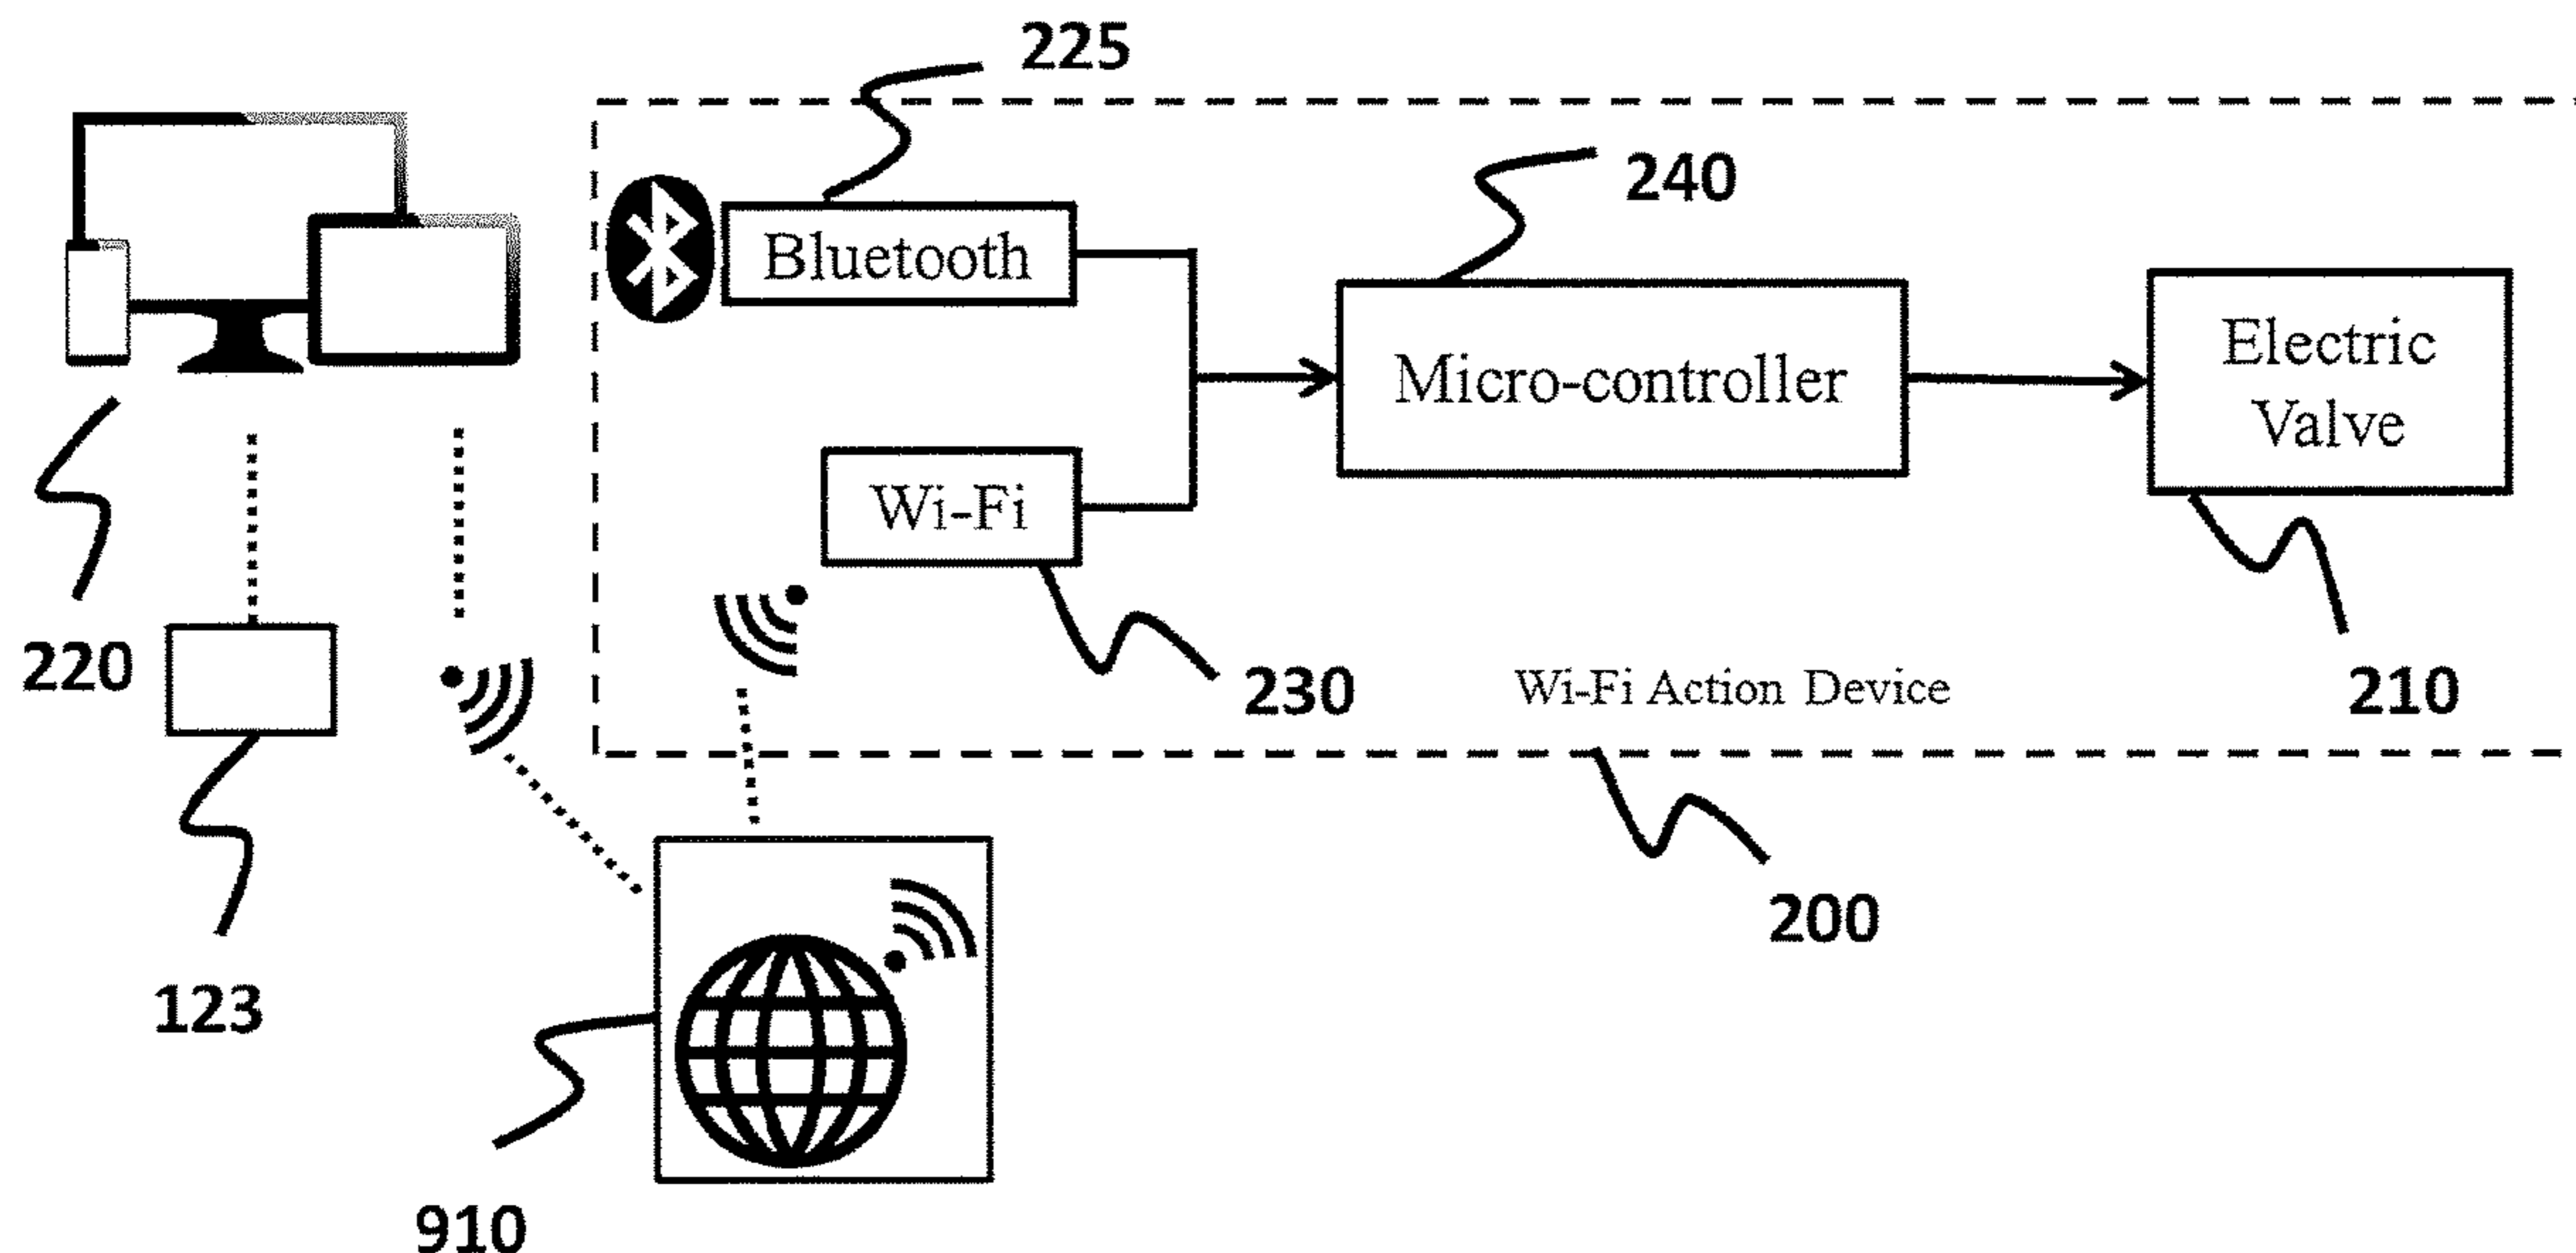 225
240
Bluetooth
Micro-controller
Electric
Valve
Wi-Fi
220
230
Wi-Fi Action Device
210
200
123
910